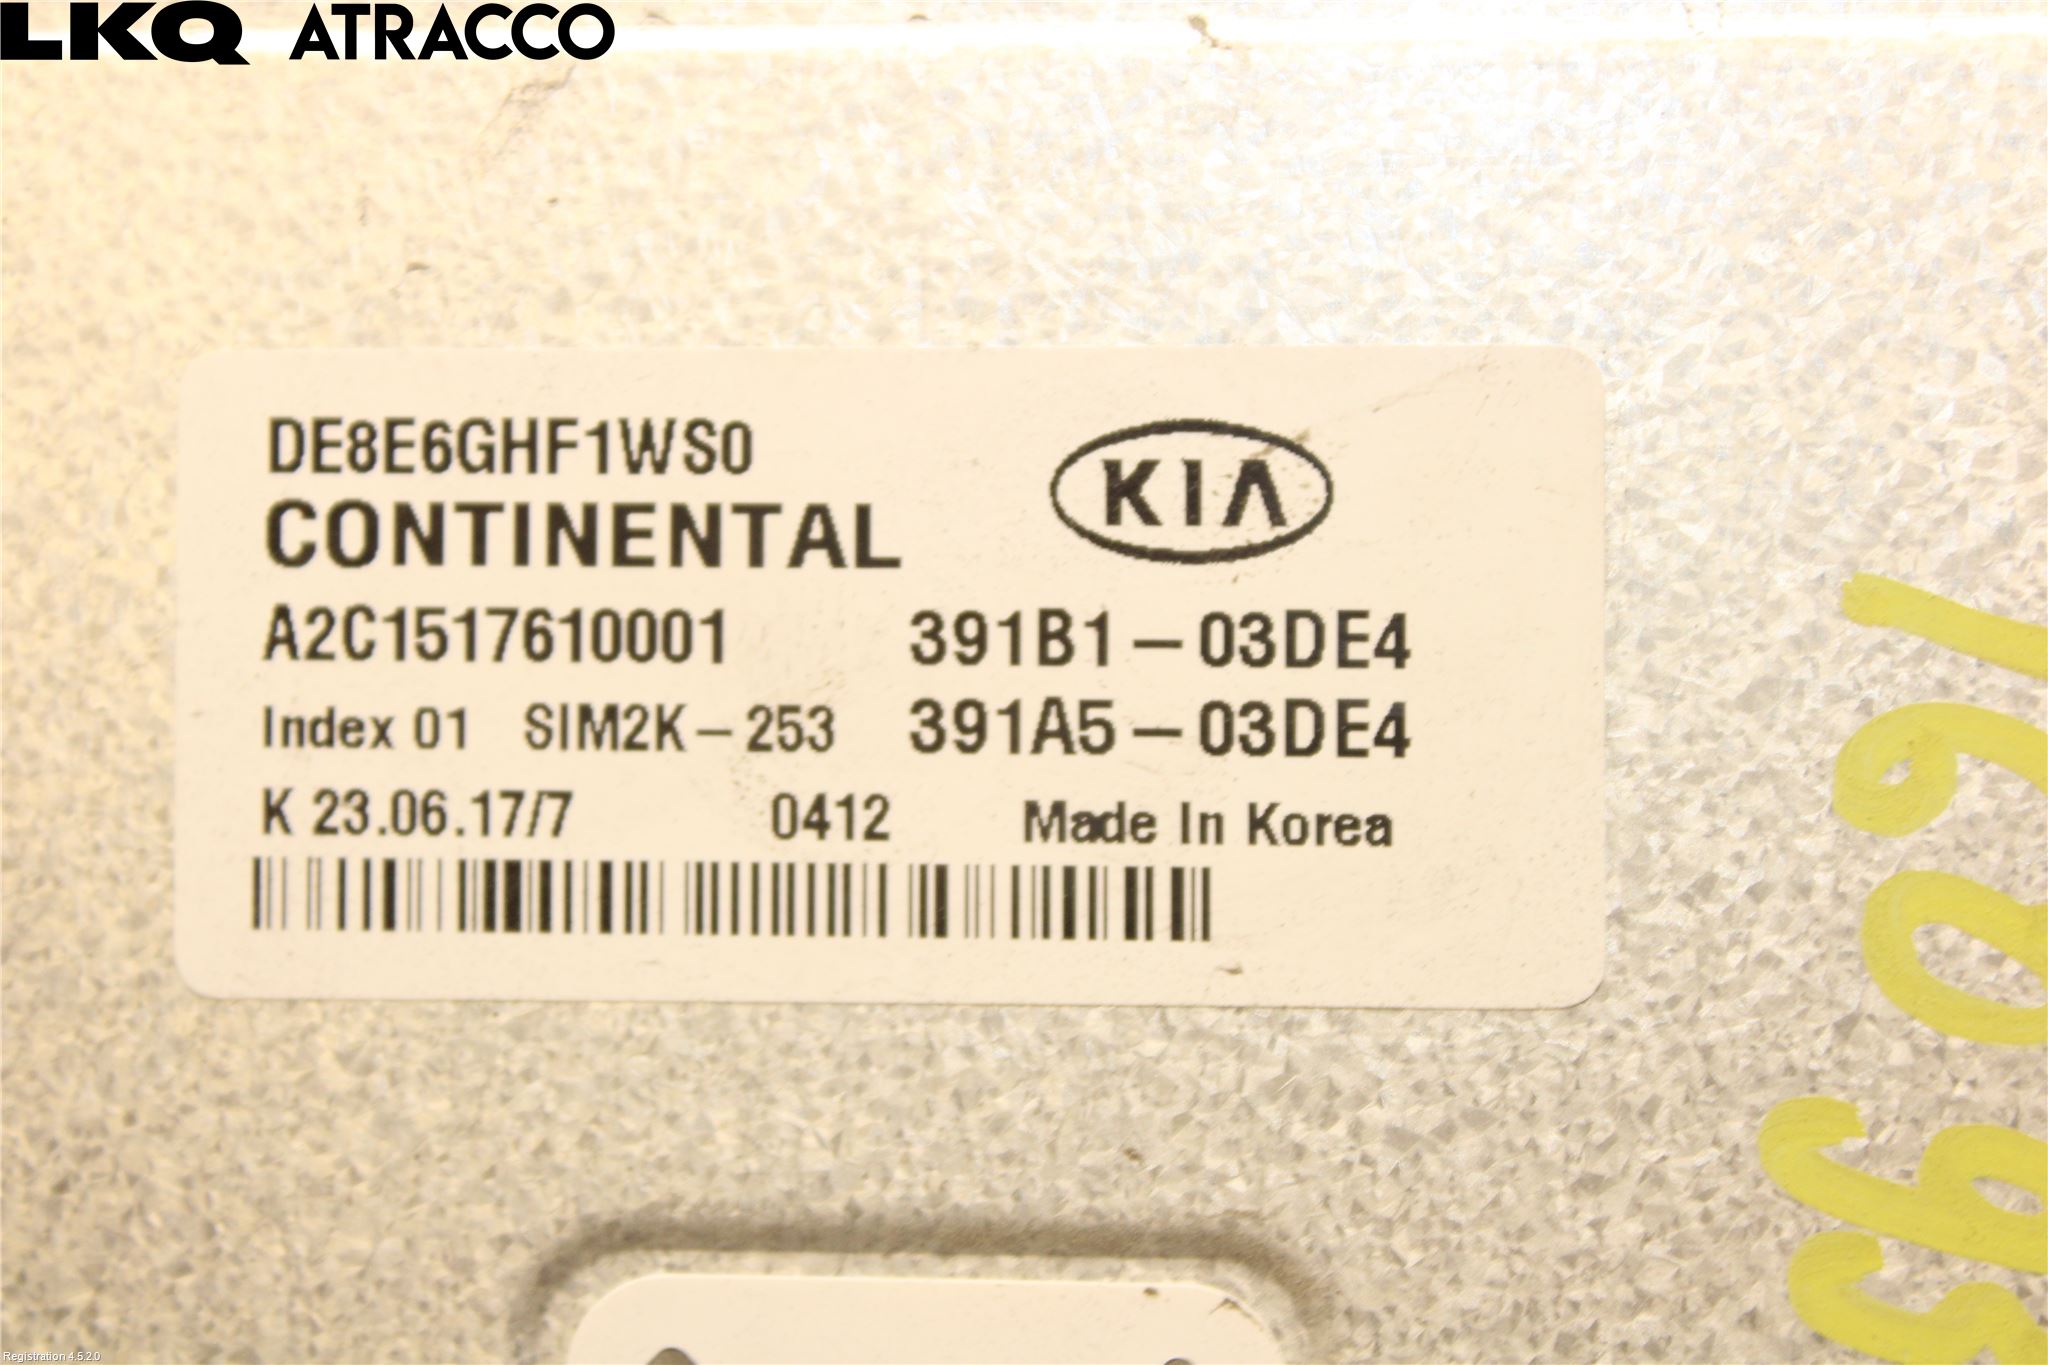 LKQ ATRACCO
DE8E6GHF1WS0
KIA
CONTINENTAL
A2C1517610001 391B1-03DE4
Index 01 SIM2K-253 391A5-03DE4
K 23.06.17/7 0412 Made In Korea
Registration 4.5.2.0